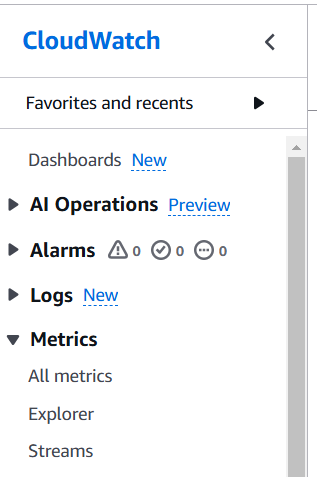 CloudWatch
Favorites and recents
Dashboards New
AI Operations Preview
Alarms 0 0 0
Logs New
Metrics
All metrics
Explorer
Streams